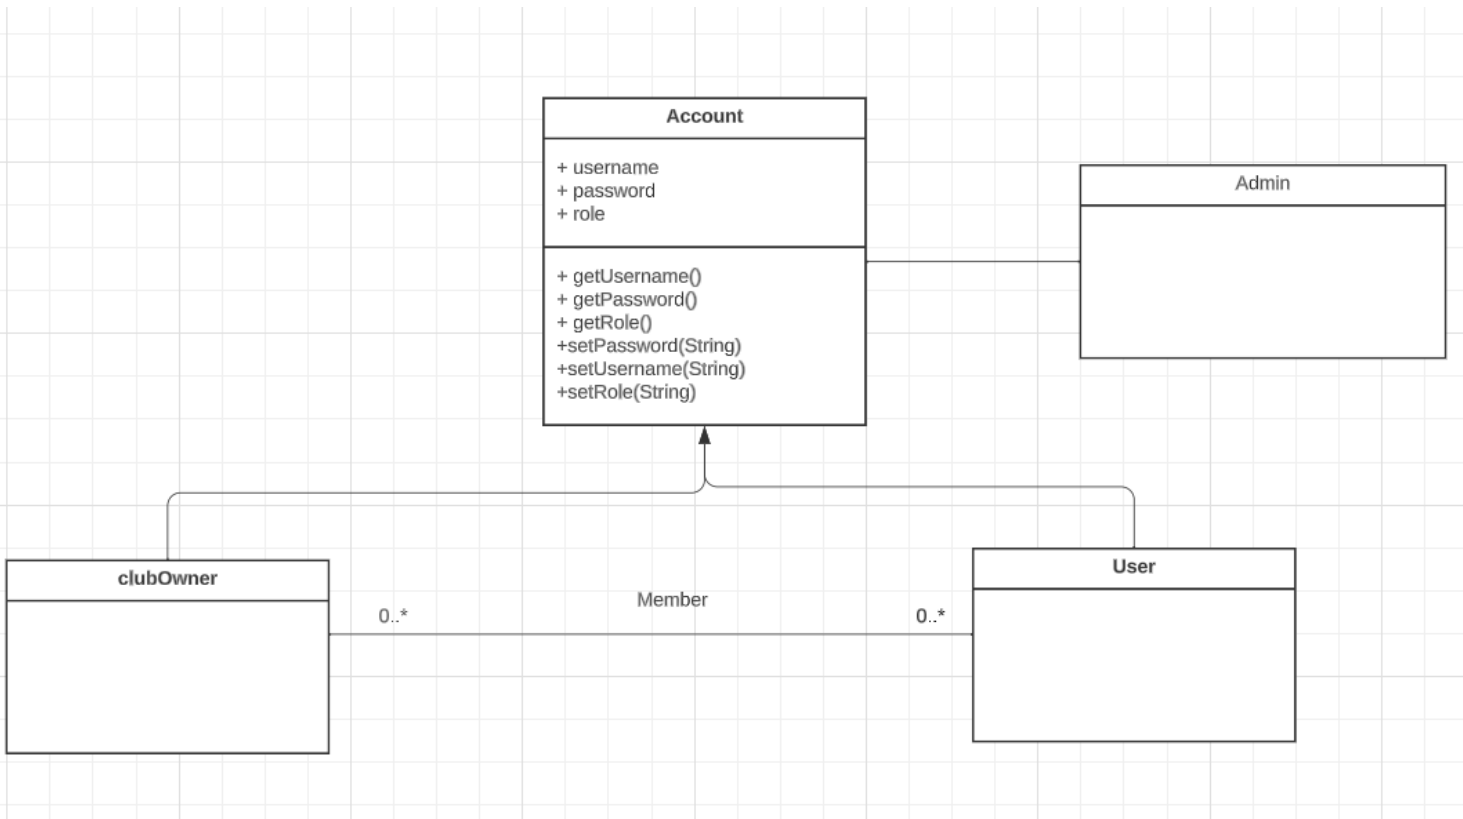 Account
+ username
+ password
+ role
+ getUsername()
+ getPassword()
+ getRole()
+setPassword(String)
+setUsername(String)
+setRole(String)
Admin
clubOwner
0..*
Member
0..*
User